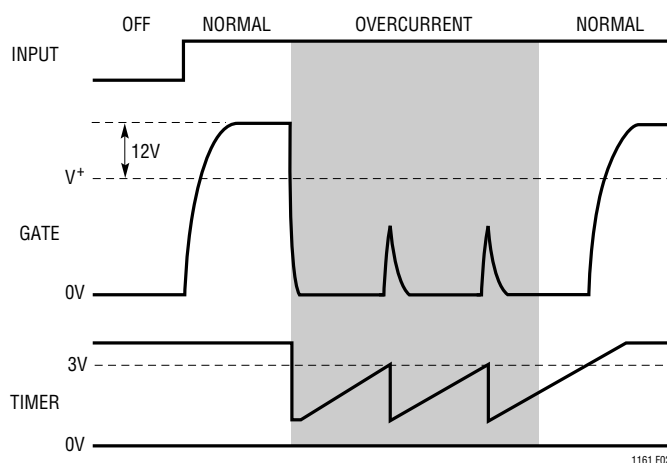 OFF NORMAL OVERCURRENT NORMAL
INPUT
12V
V+
GATE
0V
3V
TIMER
0V